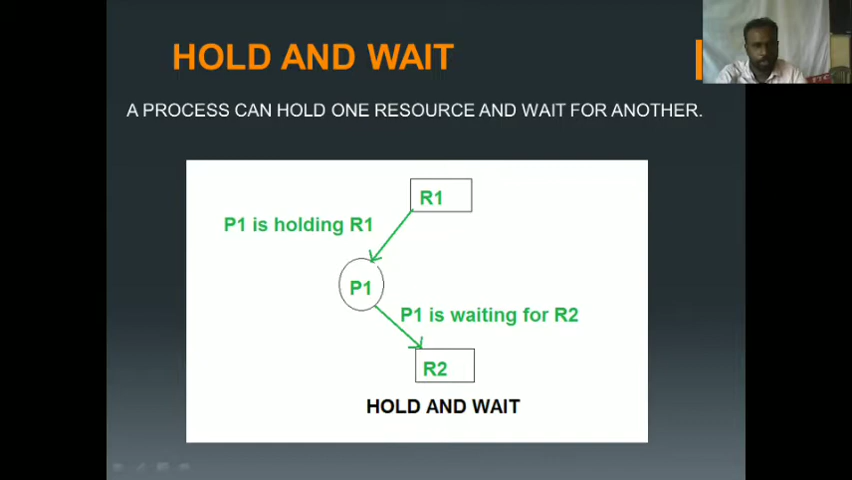 HOLD AND WAIT
A PROCESS CAN HOLD ONE RESOURCE AND WAIT FOR ANOTHER.
R1
P1 is holding R1
P1
P1 is waiting for R2
R2
HOLD AND WAIT